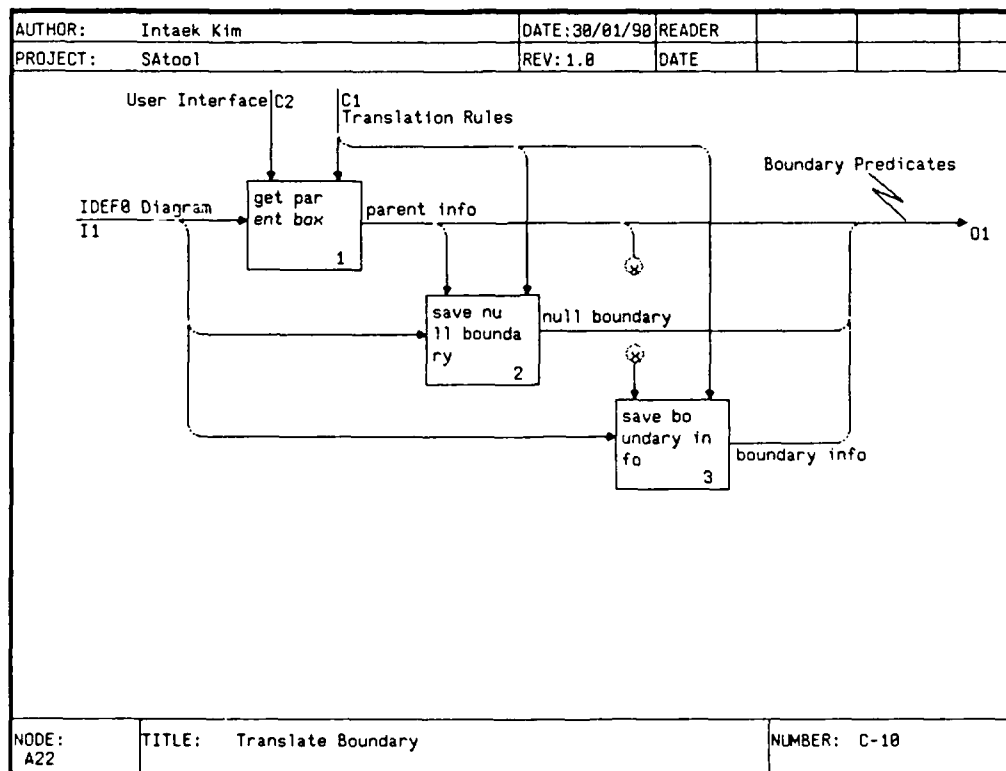 AUTHOR: Intaek Kim DATE:30/01/90 READER
PROJECT: SAtool REV:1.0 DATE
User Interface C2 C1
Translation Rules
Boundary Predicates
IDEF0 Diagram
I1
get par
ent box
1
parent info
O1
save nu
ll bounda
ry
2
null boundary
x
x
save bo
undary in
fo
3
boundary info
NODE: TITLE: Translate Boundary NUMBER: C-10
A22